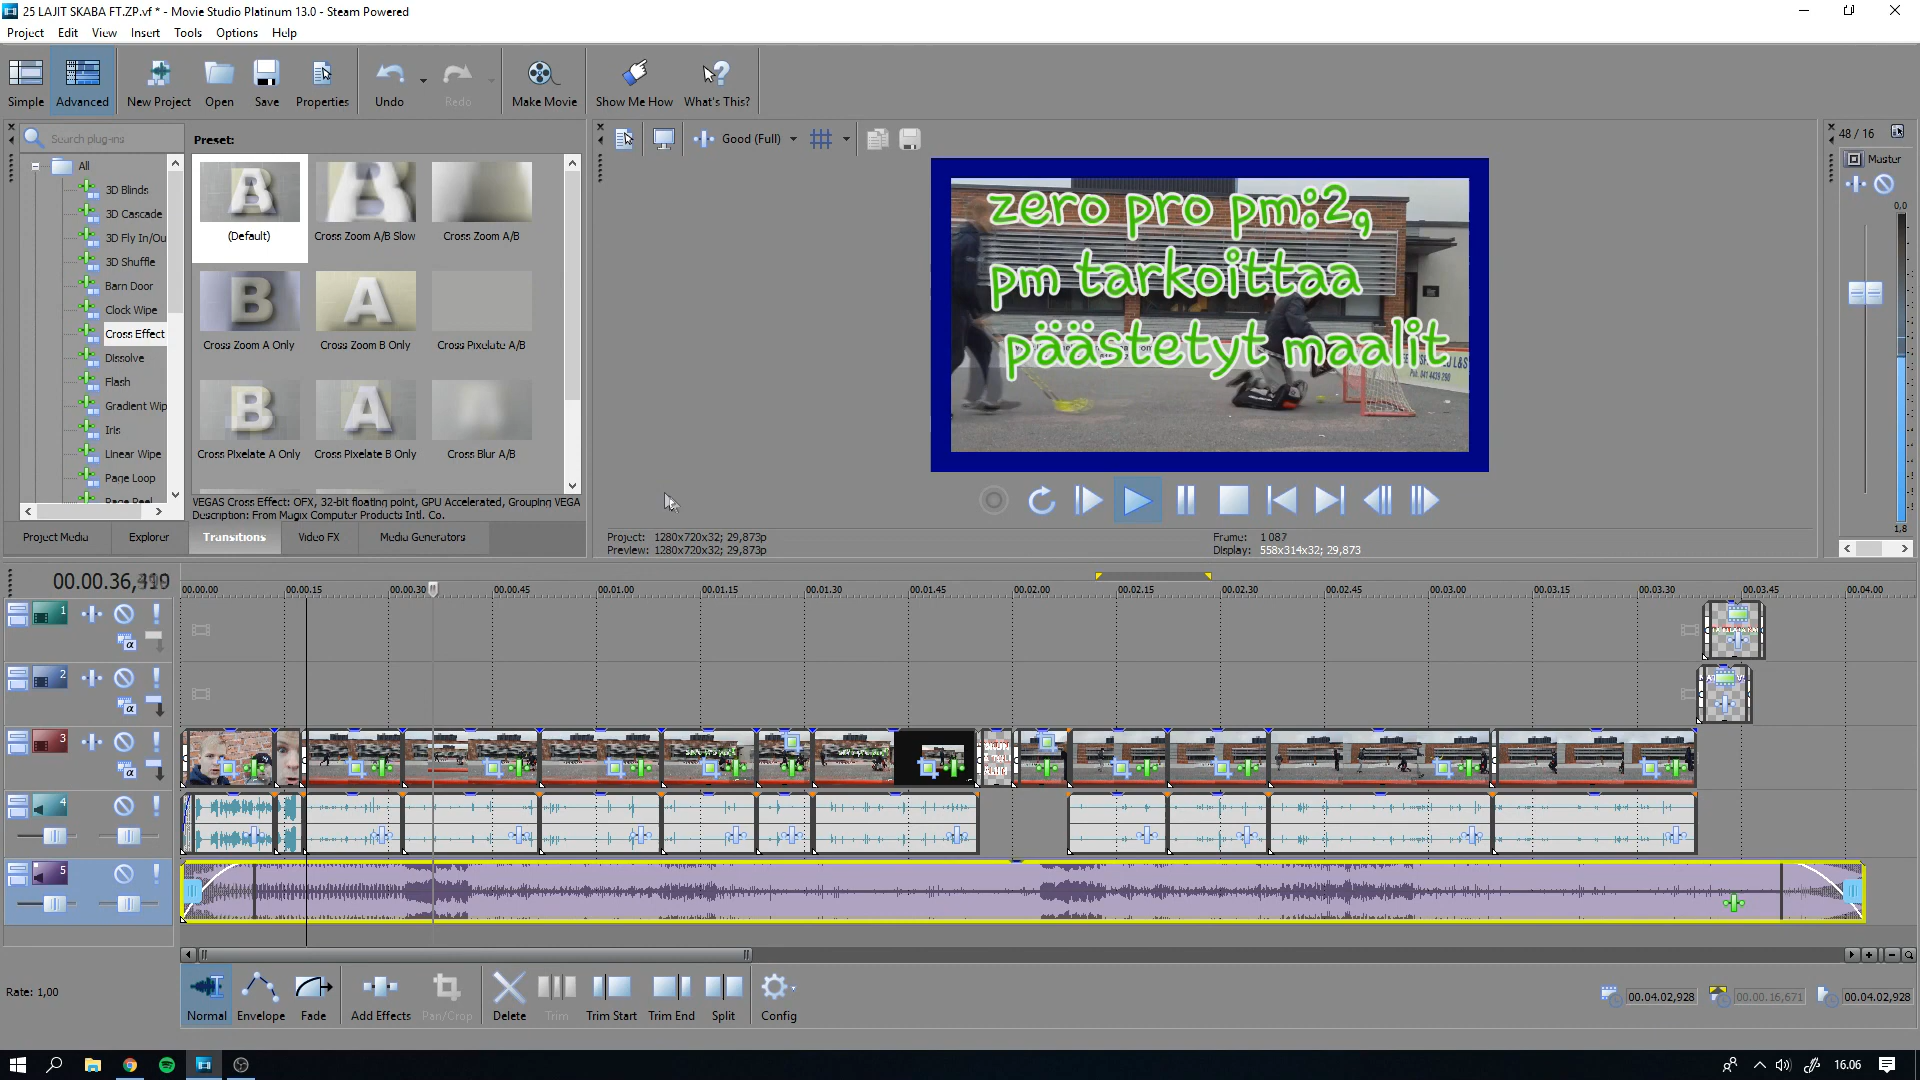 25 LAJIT SKABA FT.ZP.vf * - Movie Studio Platinum 13.0 - Steam Powered
Project Edit View Insert Tools Options Help
Simple Advanced New Project Open Save Properties Undo Redo Make Movie Show Me How What's This?
Search plug-ins
All
3D Blinds
3D Cascade
3D Fly In/Ou
3D Shuffle
Barn Door
Clock Wipe
Cross Effect
Dissolve
Flash
Gradient Wip
Iris
Linear Wipe
Page Loop
Page Peel
Preset:
(Default) Cross Zoom A/B Slow Cross Zoom A/B
Cross Zoom A Only Cross Zoom B Only Cross Pixelate A/B
Cross Pixelate A Only Cross Pixelate B Only Cross Blur A/B
VEGAS Cross Effect: OFX, 32-bit floating point, GPU Accelerated, Grouping VEGA
Description: From Magix Computer Products Intl. Co.
Project Media Explorer Transitions Video FX Media Generators
Good (Full)
zero pro pm:2,
pm tarkoittaa
päästetyt maalit
Project: 1280x720x32; 29,873p
Preview: 1280x720x32; 29,873p
Frame: 1 087
Display: 558x314x32; 29,873
48 / 16
Master
0,0
1,8
00.00.00 00.00.15 00.00.30 00.00.45 00.01.00 00.01.15 00.01.30 00.01.45 00.02.00 00.02.15 00.02.30 00.02.45 00.03.00 00.03.15 00.03.30 00.03.45 00.04.00
1
2
3
4
5
Rate: 1,00
Normal Envelope Fade Add Effects Pan/Crop Delete Trim Trim Start Trim End Split Config
00.04.02,928 00.00.16,671 00.04.02,928
16.06